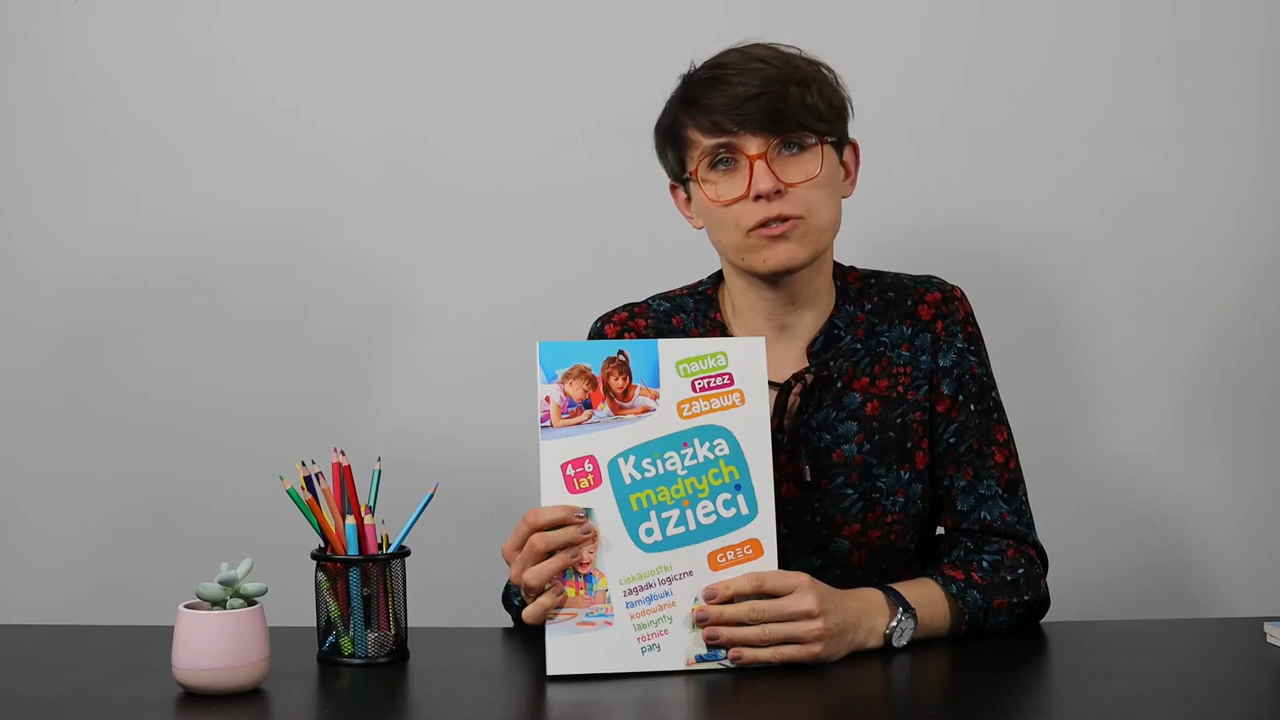 nauka
przez
zabawę
4-6
lat
Książka
mądrych
dzieci
GREG
ciekawostki
zagadki logiczne
łamigłówki
kodowanie
labirynty
różnice
pary